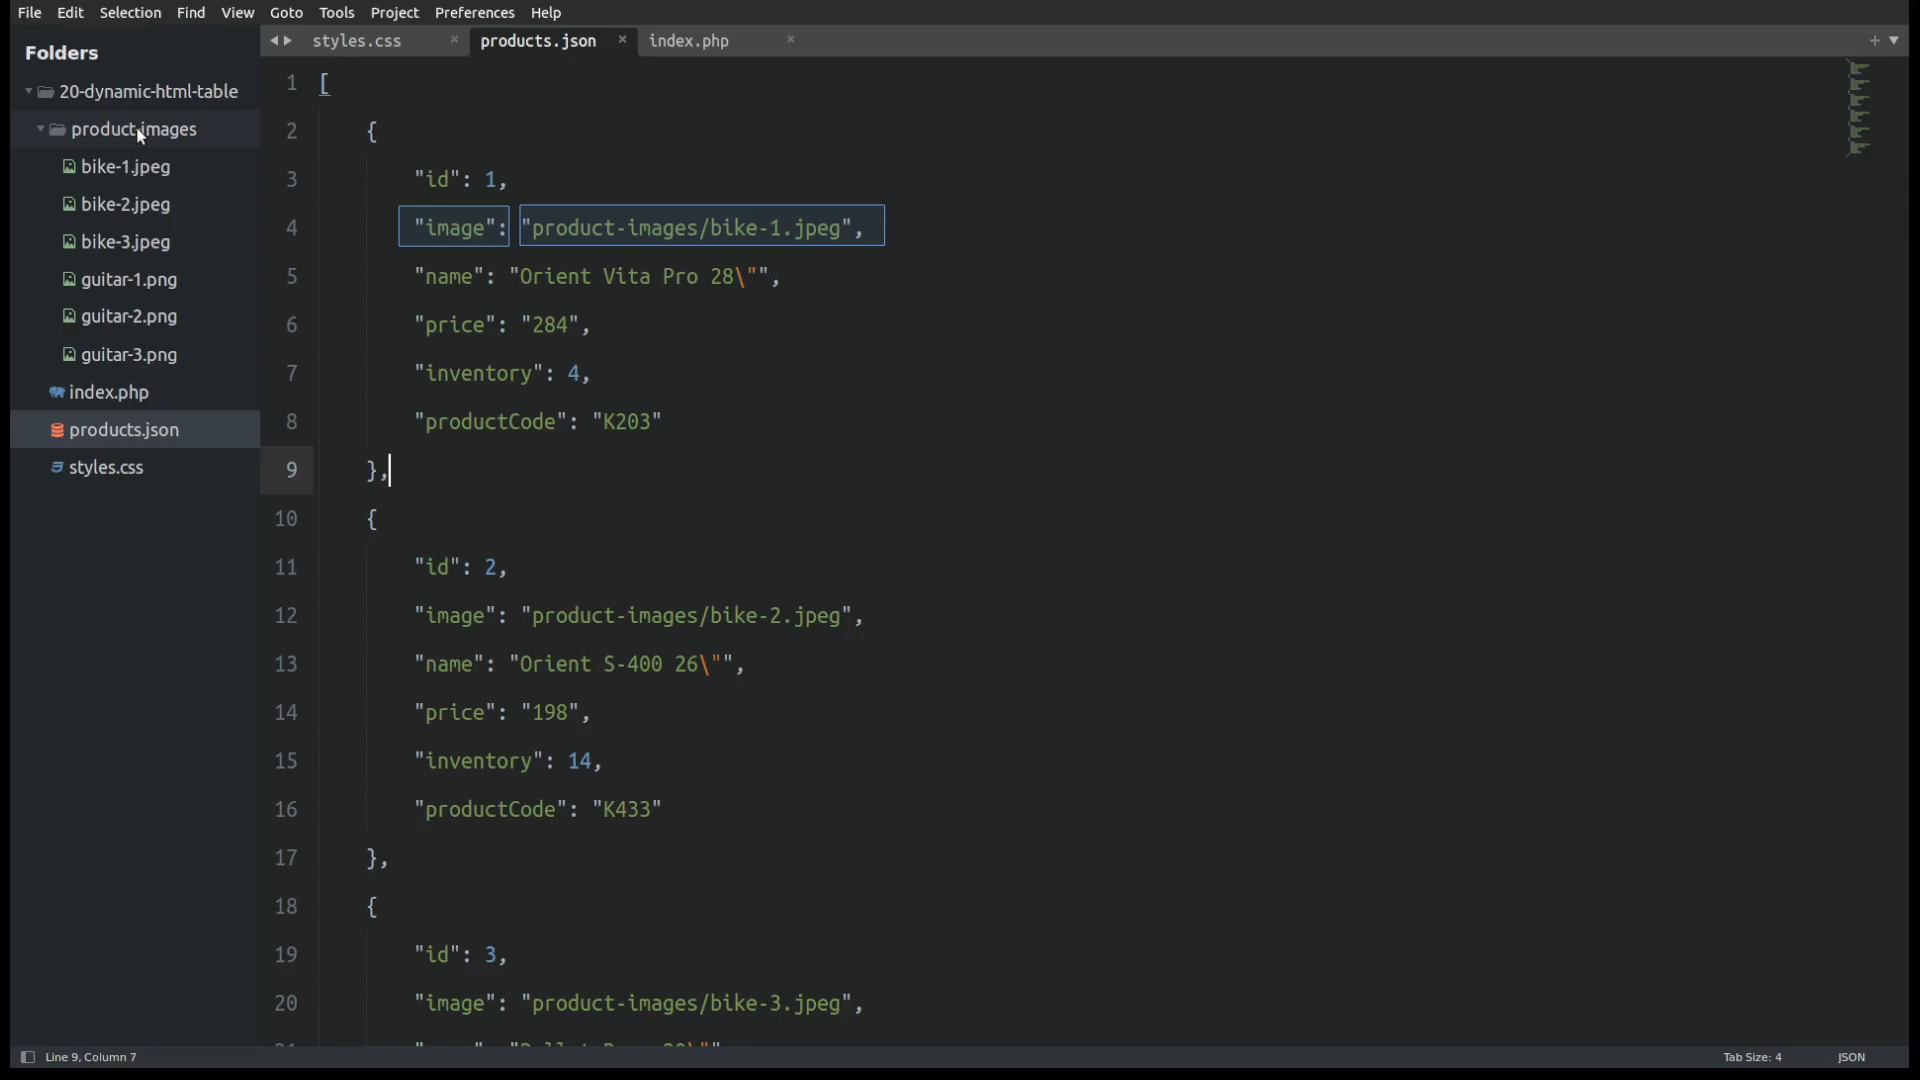 File Edit Selection Find View Goto Tools Project Preferences Help
Folders
20-dynamic-html-table
product-images
bike-1.jpeg
bike-2.jpeg
bike-3.jpeg
guitar-1.png
guitar-2.png
guitar-3.png
index.php
products.json
styles.css
styles.css × products.json × index.php ×
1 [
2 {
3 "id": 1,
4 "image": "product-images/bike-1.jpeg",
5 "name": "Orient Vita Pro 28\"",
6 "price": "284",
7 "inventory": 4,
8 "productCode": "K203"
9 },
10 {
11 "id": 2,
12 "image": "product-images/bike-2.jpeg",
13 "name": "Orient S-400 26\"",
14 "price": "198",
15 "inventory": 14,
16 "productCode": "K433"
17 },
18 {
19 "id": 3,
20 "image": "product-images/bike-3.jpeg",
Line 9, Column 7
Tab Size: 4 JSON